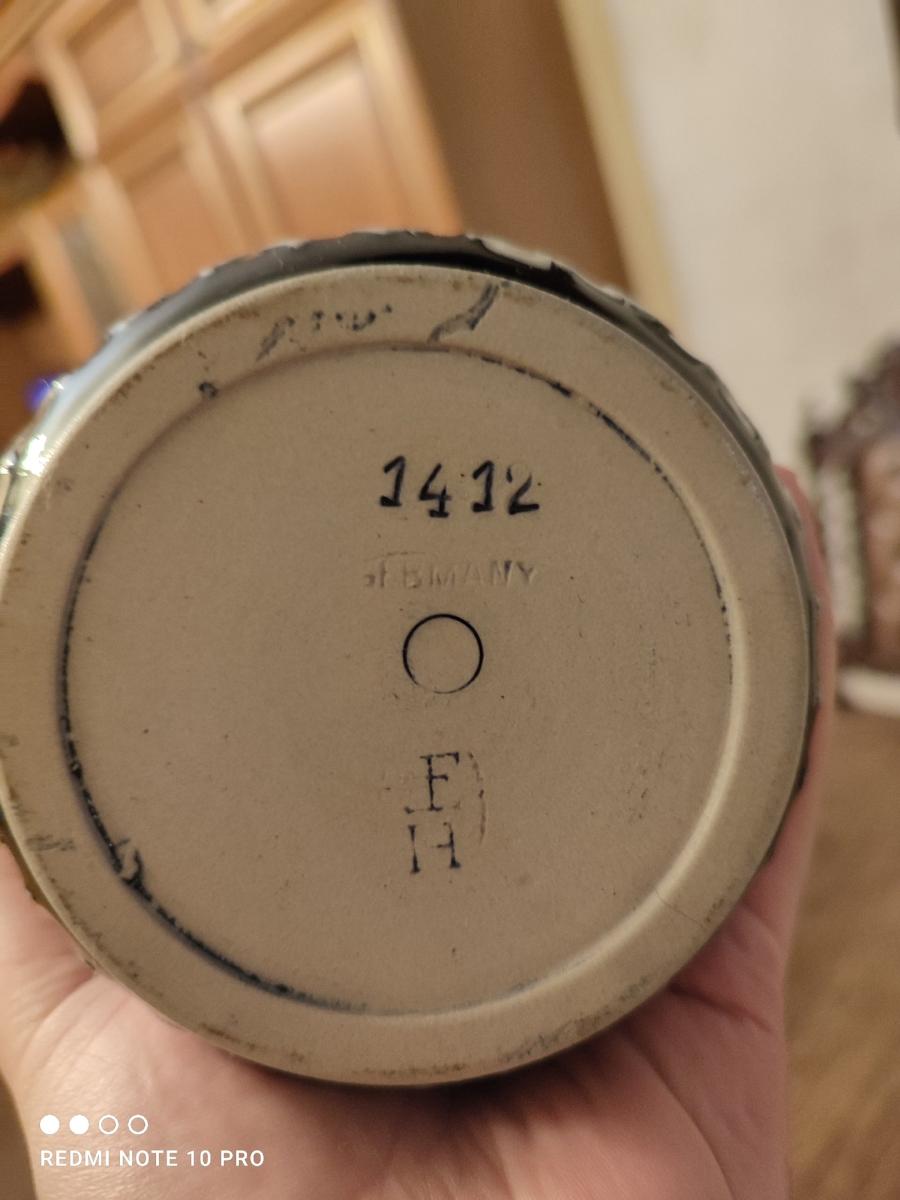 1412
GERMANY
F
H
REDMI NOTE 10 PRO